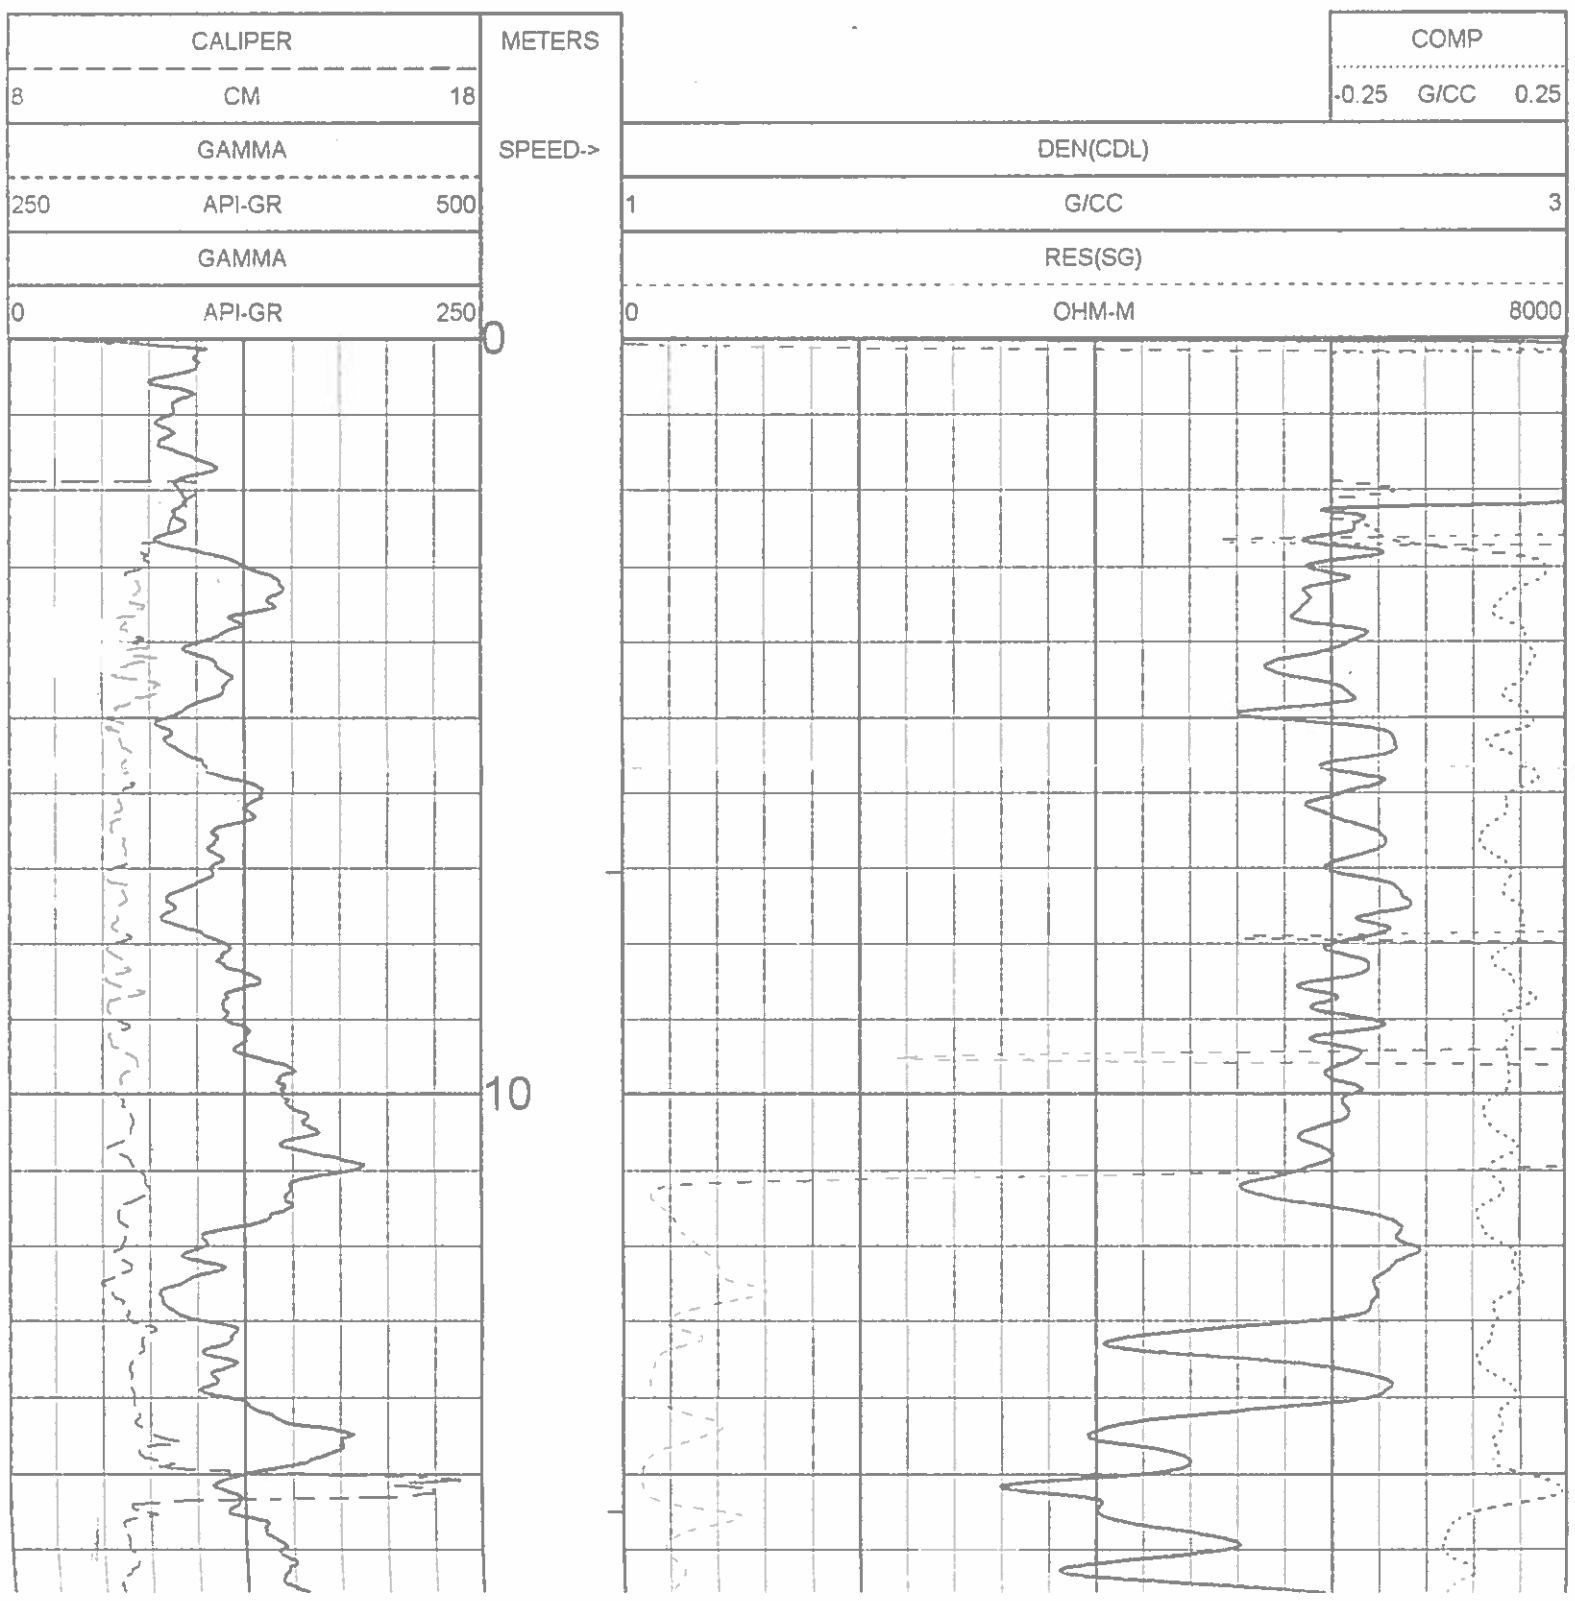 CALIPER
8 CM 18
GAMMA
250 API-GR 500
GAMMA
0 API-GR 250
METERS
SPEED->
COMP
-0.25 G/CC 0.25
DEN(CDL)
1 G/CC 3
RES(SG)
0 OHM-M 8000
0
10